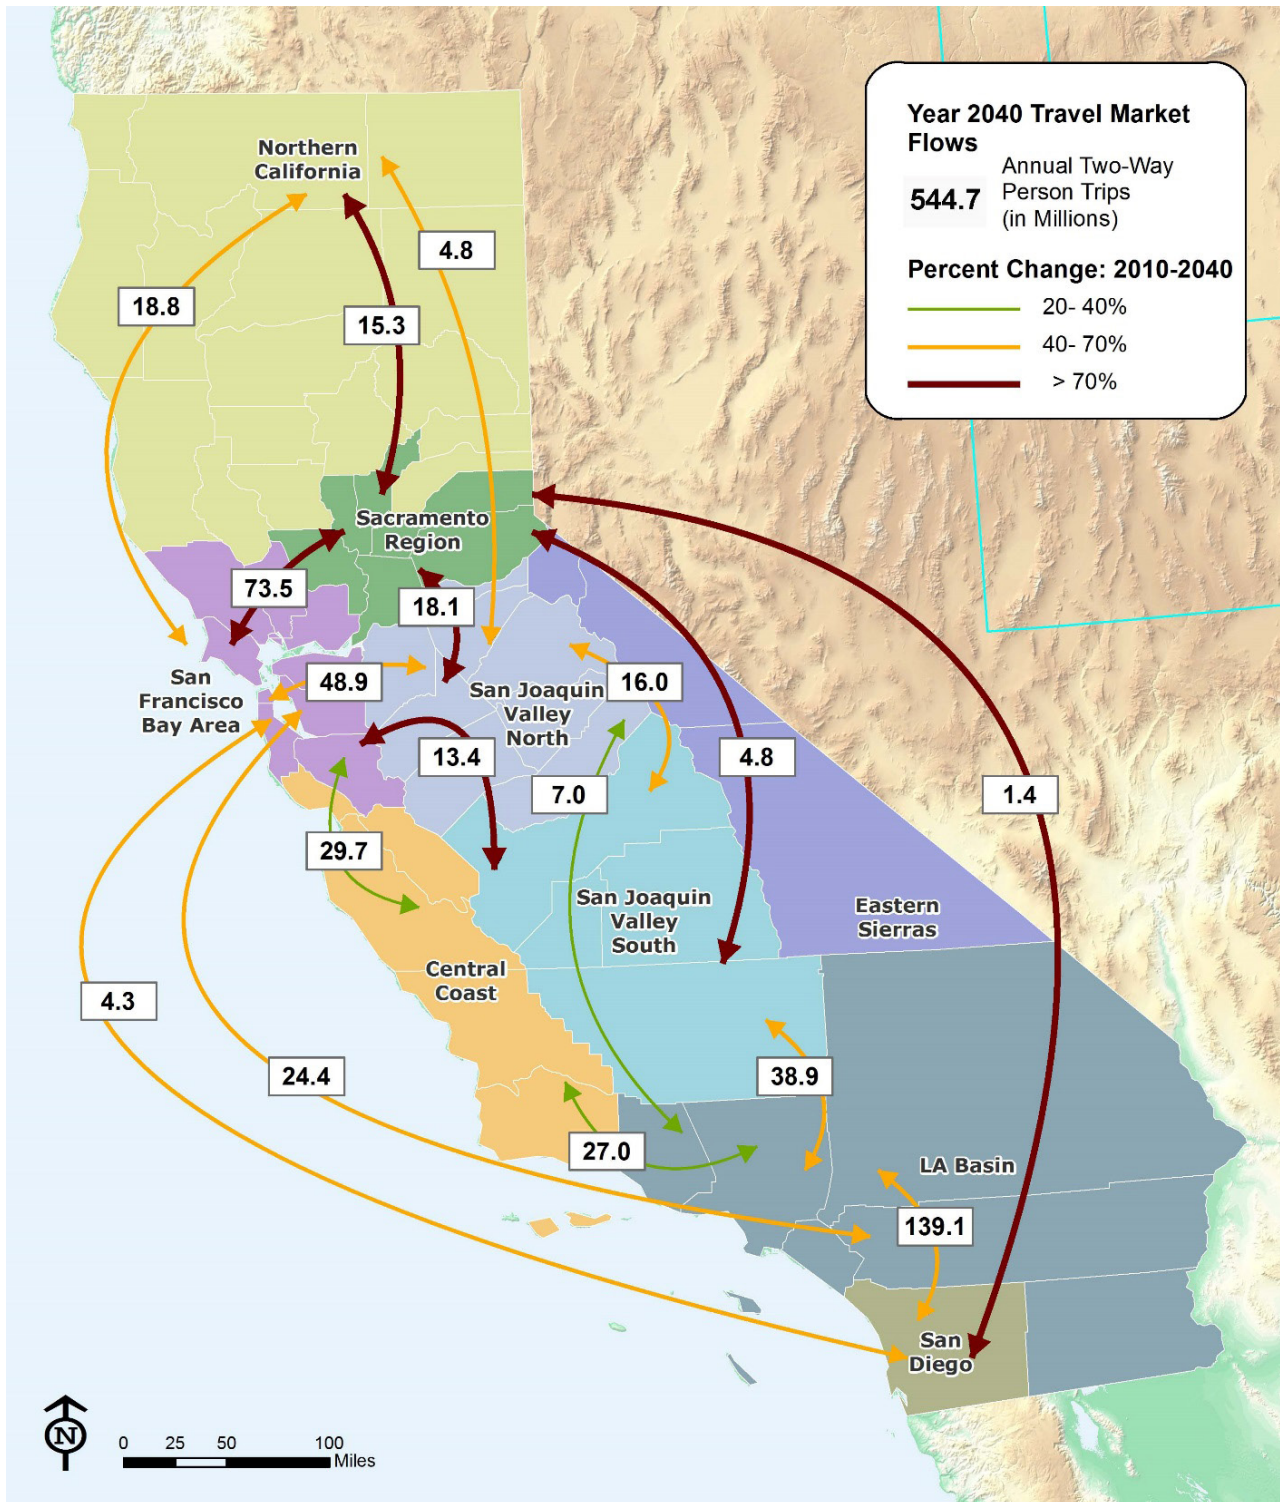 Year 2040 Travel Market
Flows
544.7
Annual Two-Way
Person Trips
(in Millions)
Percent Change: 2010-2040
20- 40%
40- 70%
> 70%
Northern
California
4.8
18.8
15.3
Sacramento
Region
73.5
18.1
San
Francisco
Bay Area
48.9
San Joaquin
Valley
North
16.0
13.4
7.0
4.8
1.4
29.7
San Joaquin
Valley
South
Eastern
Sierras
Central
Coast
4.3
24.4
38.9
27.0
LA Basin
139.1
San
Diego
N
0 25 50 100
Miles